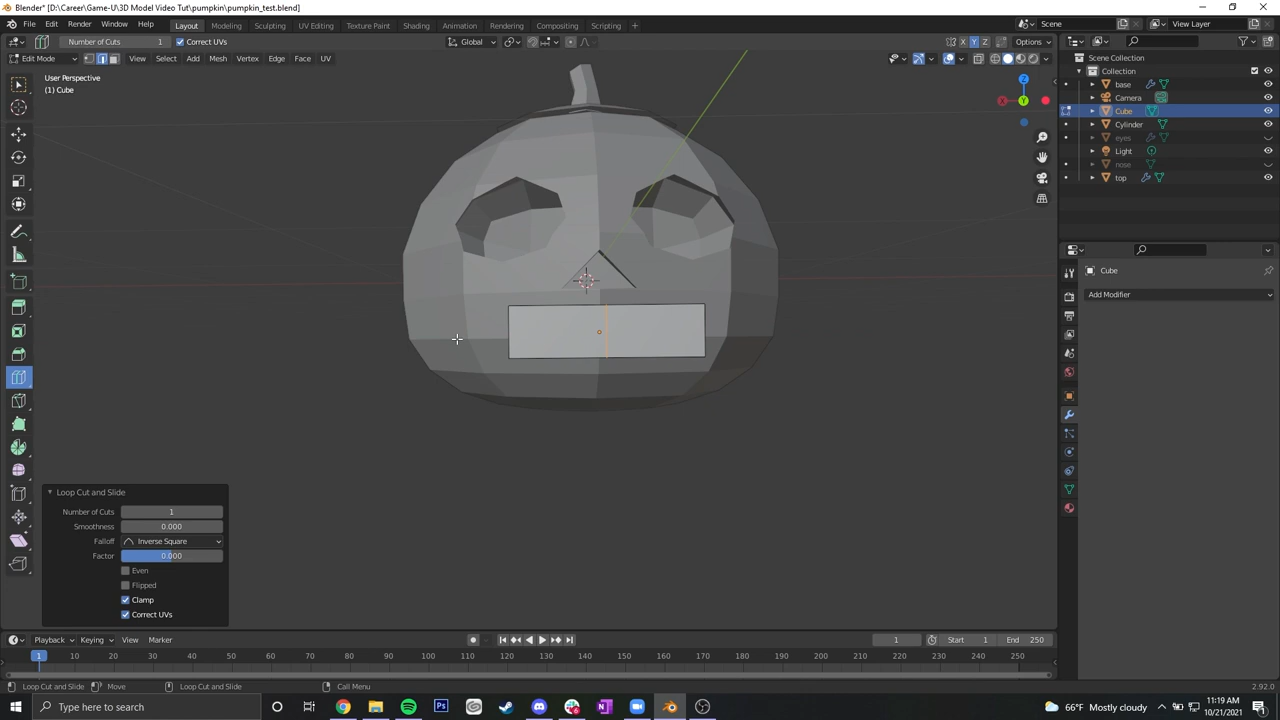 Blender* [D:\Career\Game-U\3D Model Video Tut\pumpkin\pumpkin_test.blend]
File Edit Render Window Help Layout Modeling Sculpting UV Editing Texture Paint Shading Animation Rendering Compositing Scripting + Scene View Layer
Number of Cuts 1 Correct UVs Global X Y Z Options
Edit Mode View Select Add Mesh Vertex Edge Face UV
User Perspective
(1) Cube
Z
X
Y
Scene Collection
Collection
base
Camera
Cube
Cylinder
eyes
Light
nose
top
Cube
Add Modifier
Loop Cut and Slide
Number of Cuts 1
Smoothness 0.000
Falloff Inverse Square
Factor 0.000
Even
Flipped
Clamp
Correct UVs
Playback Keying View Marker 1 Start 1 End 250
1 10 20 30 40 50 60 70 80 90 100 110 120 130 140 150 160 170 180 190 200 210 220 230 240 250
Loop Cut and Slide Move Loop Cut and Slide Call Menu 2.92.0
Type here to search 66°F Mostly cloudy 11:19 AM
10/21/2021